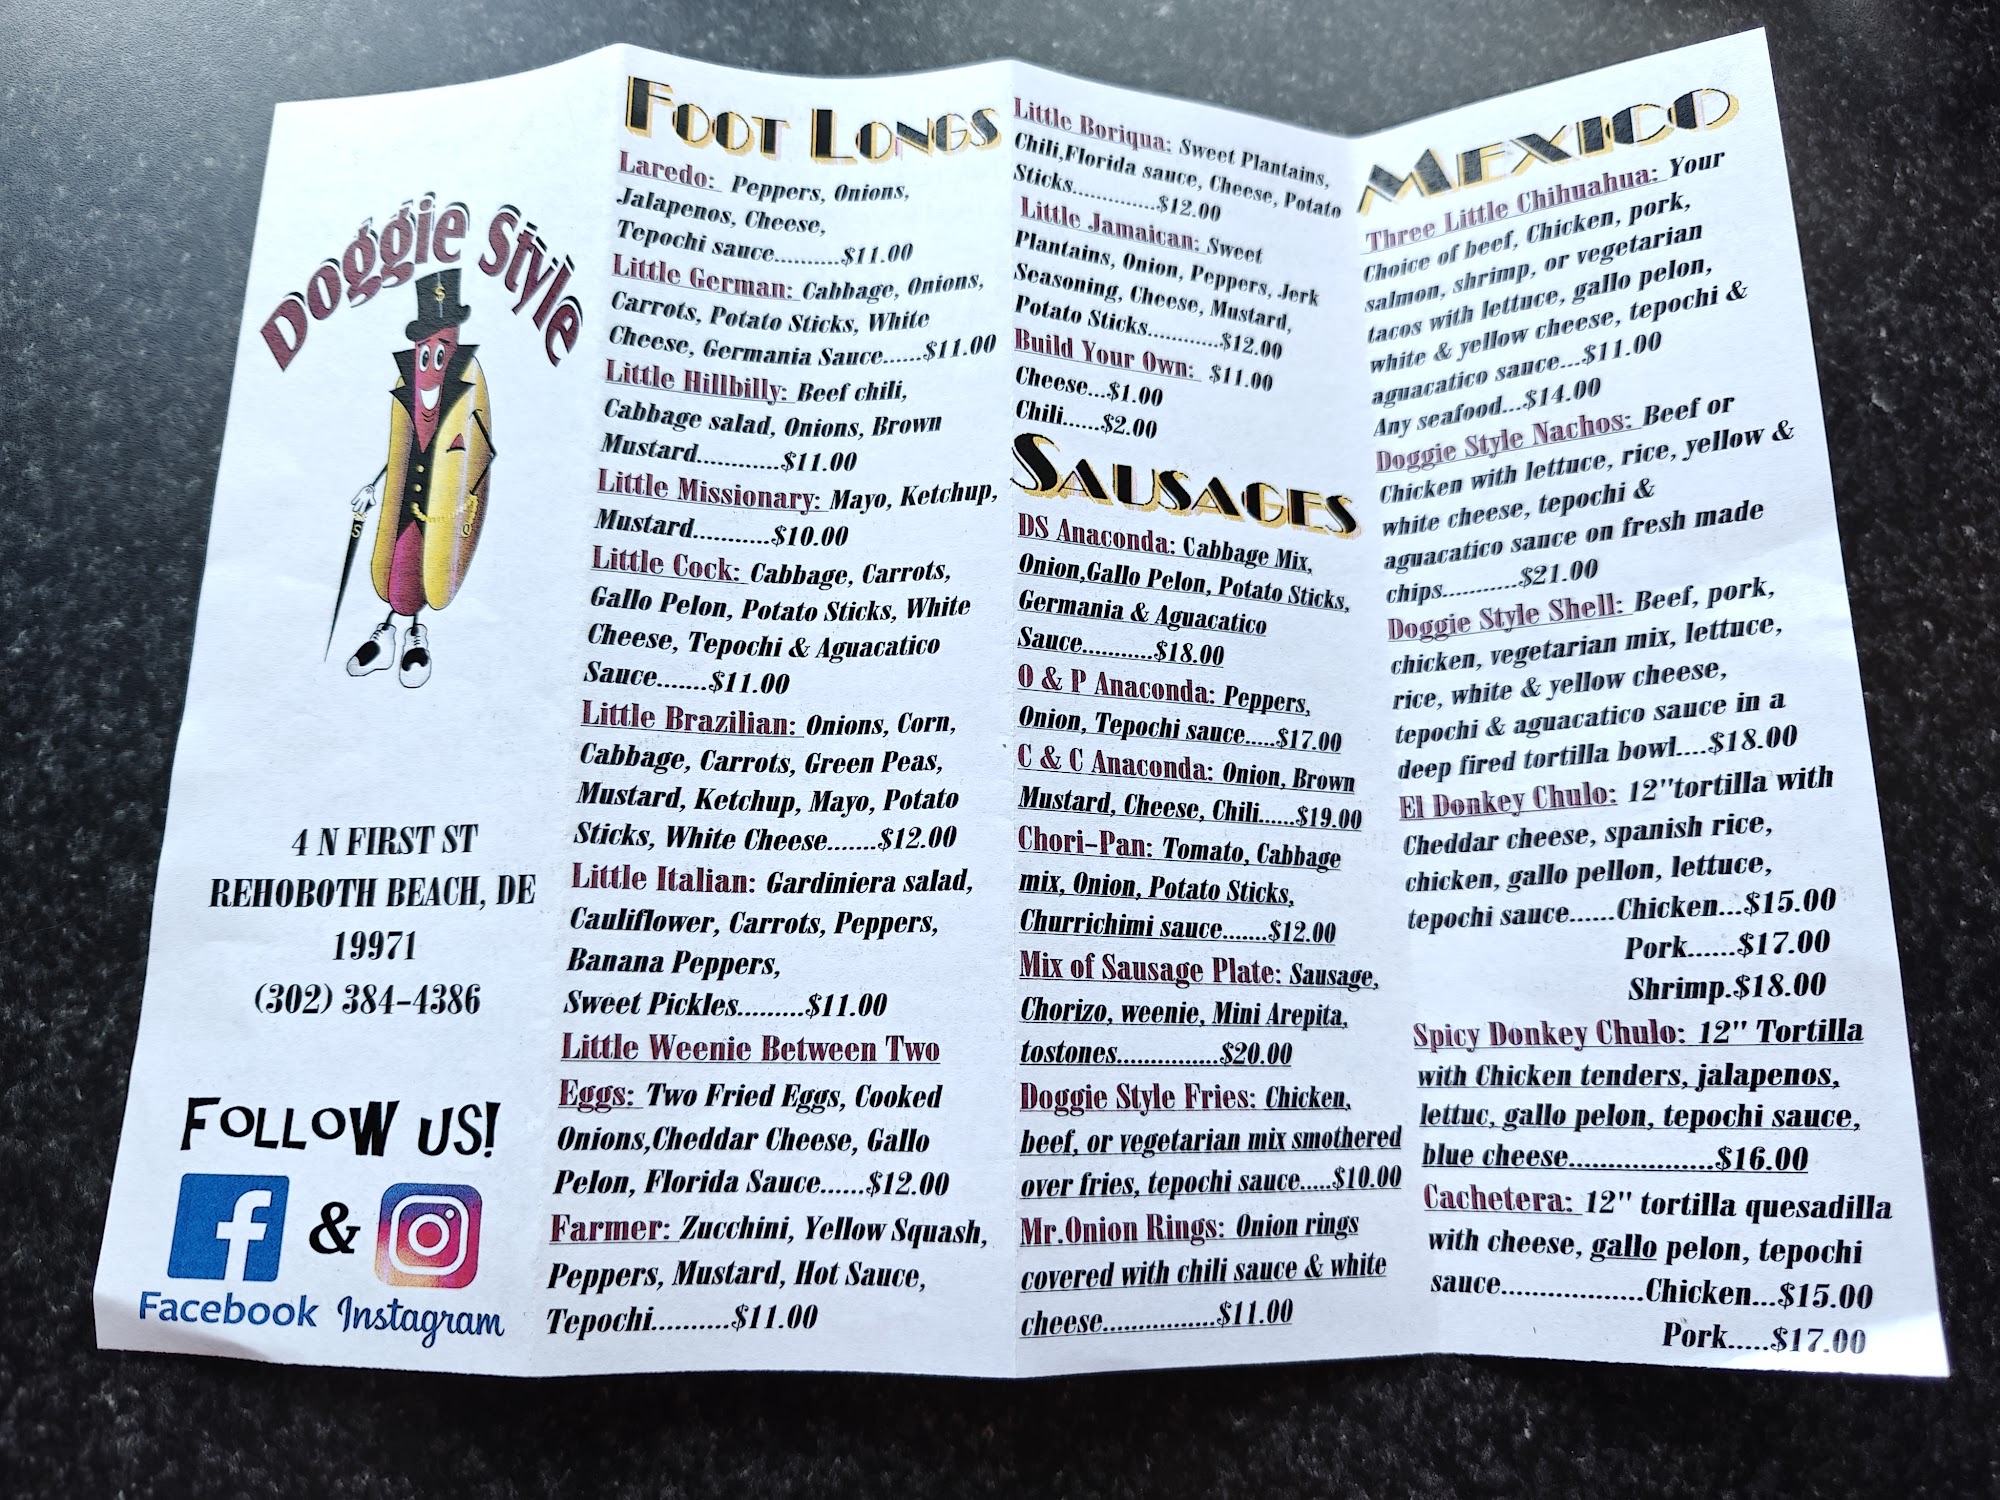 Doggie Style
$
$
4 N FIRST ST
REHOBOTH BEACH, DE
19971
(302) 384-4386
FOLLOW US!
f & 
Facebook Instagram
FOOT LONGS
Laredo: Peppers, Onions,
Jalapenos, Cheese,
Tepochi sauce..........$11.00
Little German: Cabbage, Onions,
Carrots, Potato Sticks, White
Cheese, Germania Sauce......$11.00
Little Hillbilly: Beef chili,
Cabbage salad, Onions, Brown
Mustard............$11.00
Little Missionary: Mayo, Ketchup,
Mustard...........$10.00
Little Cock: Cabbage, Carrots,
Gallo Pelon, Potato Sticks, White
Cheese, Tepochi & Aguacatico
Sauce.......$11.00
Little Brazilian: Onions, Corn,
Cabbage, Carrots, Green Peas,
Mustard, Ketchup, Mayo, Potato
Sticks, White Cheese.......$12.00
Little Italian: Gardiniera salad,
Cauliflower, Carrots, Peppers,
Banana Peppers,
Sweet Pickles.........$11.00
Little Weenie Between Two
Eggs: Two Fried Eggs, Cooked
Onions,Cheddar Cheese, Gallo
Pelon, Florida Sauce......$12.00
Farmer: Zucchini, Yellow Squash,
Peppers, Mustard, Hot Sauce,
Tepochi..........$11.00
Little Boriqua: Sweet Plantains,
Chili,Florida sauce, Cheese, Potato
Sticks.............$12.00
Little Jamaican: Sweet
Plantains, Onion, Peppers, Jerk
Seasoning, Cheese, Mustard,
Potato Sticks............$12.00
Build Your Own: $11.00
Cheese...$1.00
Chili......$2.00
SAUSAGES
DS Anaconda: Cabbage Mix,
Onion,Gallo Pelon, Potato Sticks,
Germania & Aguacatico
Sauce...........$18.00
O & P Anaconda: Peppers,
Onion, Tepochi sauce.....$17.00
C & C Anaconda: Onion, Brown
Mustard, Cheese, Chili......$19.00
Chori-Pan: Tomato, Cabbage
mix, Onion, Potato Sticks,
Churrichimi sauce.......$12.00
Mix of Sausage Plate: Sausage,
Chorizo, weenie, Mini Arepita,
tostones................$20.00
Doggie Style Fries: Chicken,
beef, or vegetarian mix smothered
over fries, tepochi sauce.....$10.00
Mr.Onion Rings: Onion rings
covered with chili sauce & white
cheese.................$11.00
MEXICO
Three Little Chihuahua: Your
Choice of beef, Chicken, pork,
salmon, shrimp, or vegetarian
tacos with lettuce, gallo pelon,
white & yellow cheese, tepochi &
aguacatico sauce...$11.00
Any seafood...$14.00
Doggie Style Nachos: Beef or
Chicken with lettuce, rice, yellow &
white cheese, tepochi &
aguacatico sauce on fresh made
chips...........$21.00
Doggie Style Shell: Beef, pork,
chicken, vegetarian mix, lettuce,
rice, white & yellow cheese,
tepochi & aguacatico sauce in a
deep fired tortilla bowl....$18.00
El Donkey Chulo: 12"tortilla with
Cheddar cheese, spanish rice,
chicken, gallo pellon, lettuce,
tepochi sauce......Chicken...$15.00
Pork......$17.00
Shrimp.$18.00
Spicy Donkey Chulo: 12" Tortilla
with Chicken tenders, jalapenos,
lettuc, gallo pelon, tepochi sauce,
blue cheese...................$16.00
Cachetera: 12" tortilla quesadilla
with cheese, gallo pelon, tepochi
sauce..................Chicken...$15.00
Pork.....$17.00